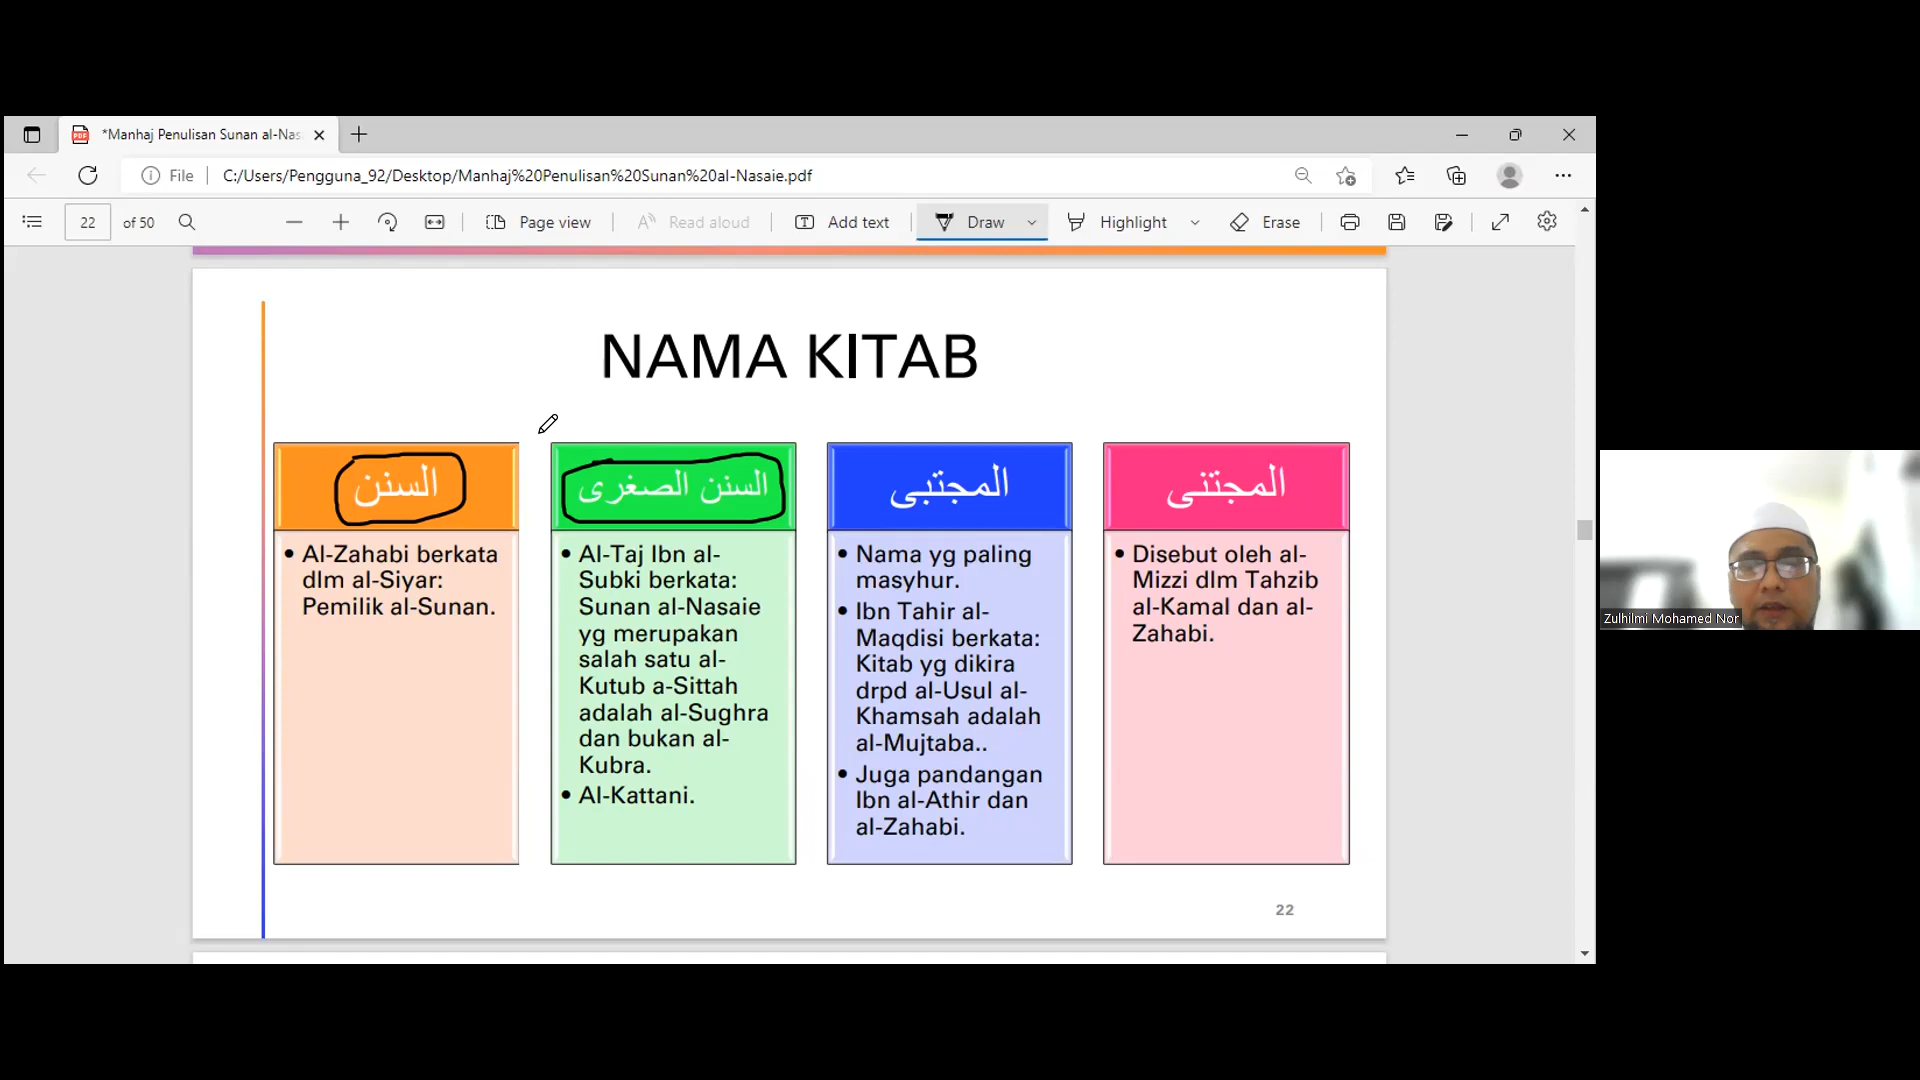 *Manhaj Penulisan Sunan al-Nas
File
C:/Users/Pengguna_92/Desktop/Manhaj%20Penulisan%20Sunan%20al-Nasaie.pdf
22 of 50
Page view
Read aloud
Add text
Draw
Highlight
Erase
NAMA KITAB
السنن
• Al-Zahabi berkata
dlm al-Siyar:
Pemilik al-Sunan.
السنن الصغرى
• Al-Taj Ibn al-
Subki berkata:
Sunan al-Nasaie
yg merupakan
salah satu al-
Kutub a-Sittah
adalah al-Sughra
dan bukan al-
Kubra.
• Al-Kattani.
المجتبى
• Nama yg paling
masyhur.
• Ibn Tahir al-
Maqdisi berkata:
Kitab yg dikira
drpd al-Usul al-
Khamsah adalah
al-Mujtaba..
• Juga pandangan
Ibn al-Athir dan
al-Zahabi.
المجتنى
• Disebut oleh al-
Mizzi dlm Tahzib
al-Kamal dan al-
Zahabi.
22
Zulhilmi Mohamed Nor